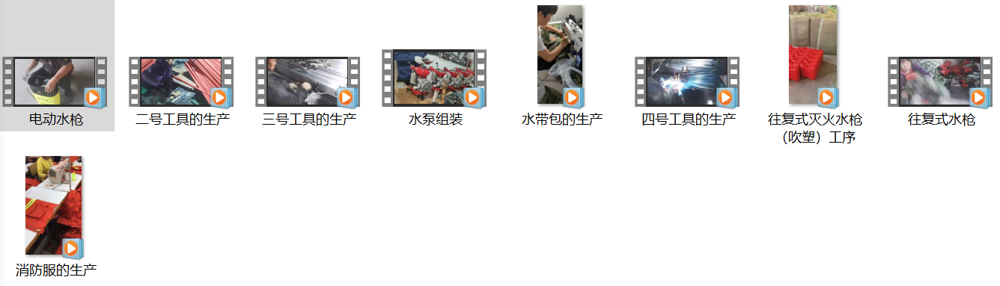 电动水枪
二号工具的生产
三号工具的生产
水泵组装
水带包的生产
四号工具的生产
往复式灭火水枪
（吹塑）工序
往复式水枪
消防服的生产